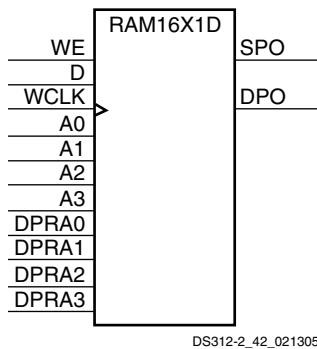 RAM16X1D
WE
SPO
D
WCLK
DPO
A0
A1
A2
A3
DPRA0
DPRA1
DPRA2
DPRA3
DS312-2_42_021305